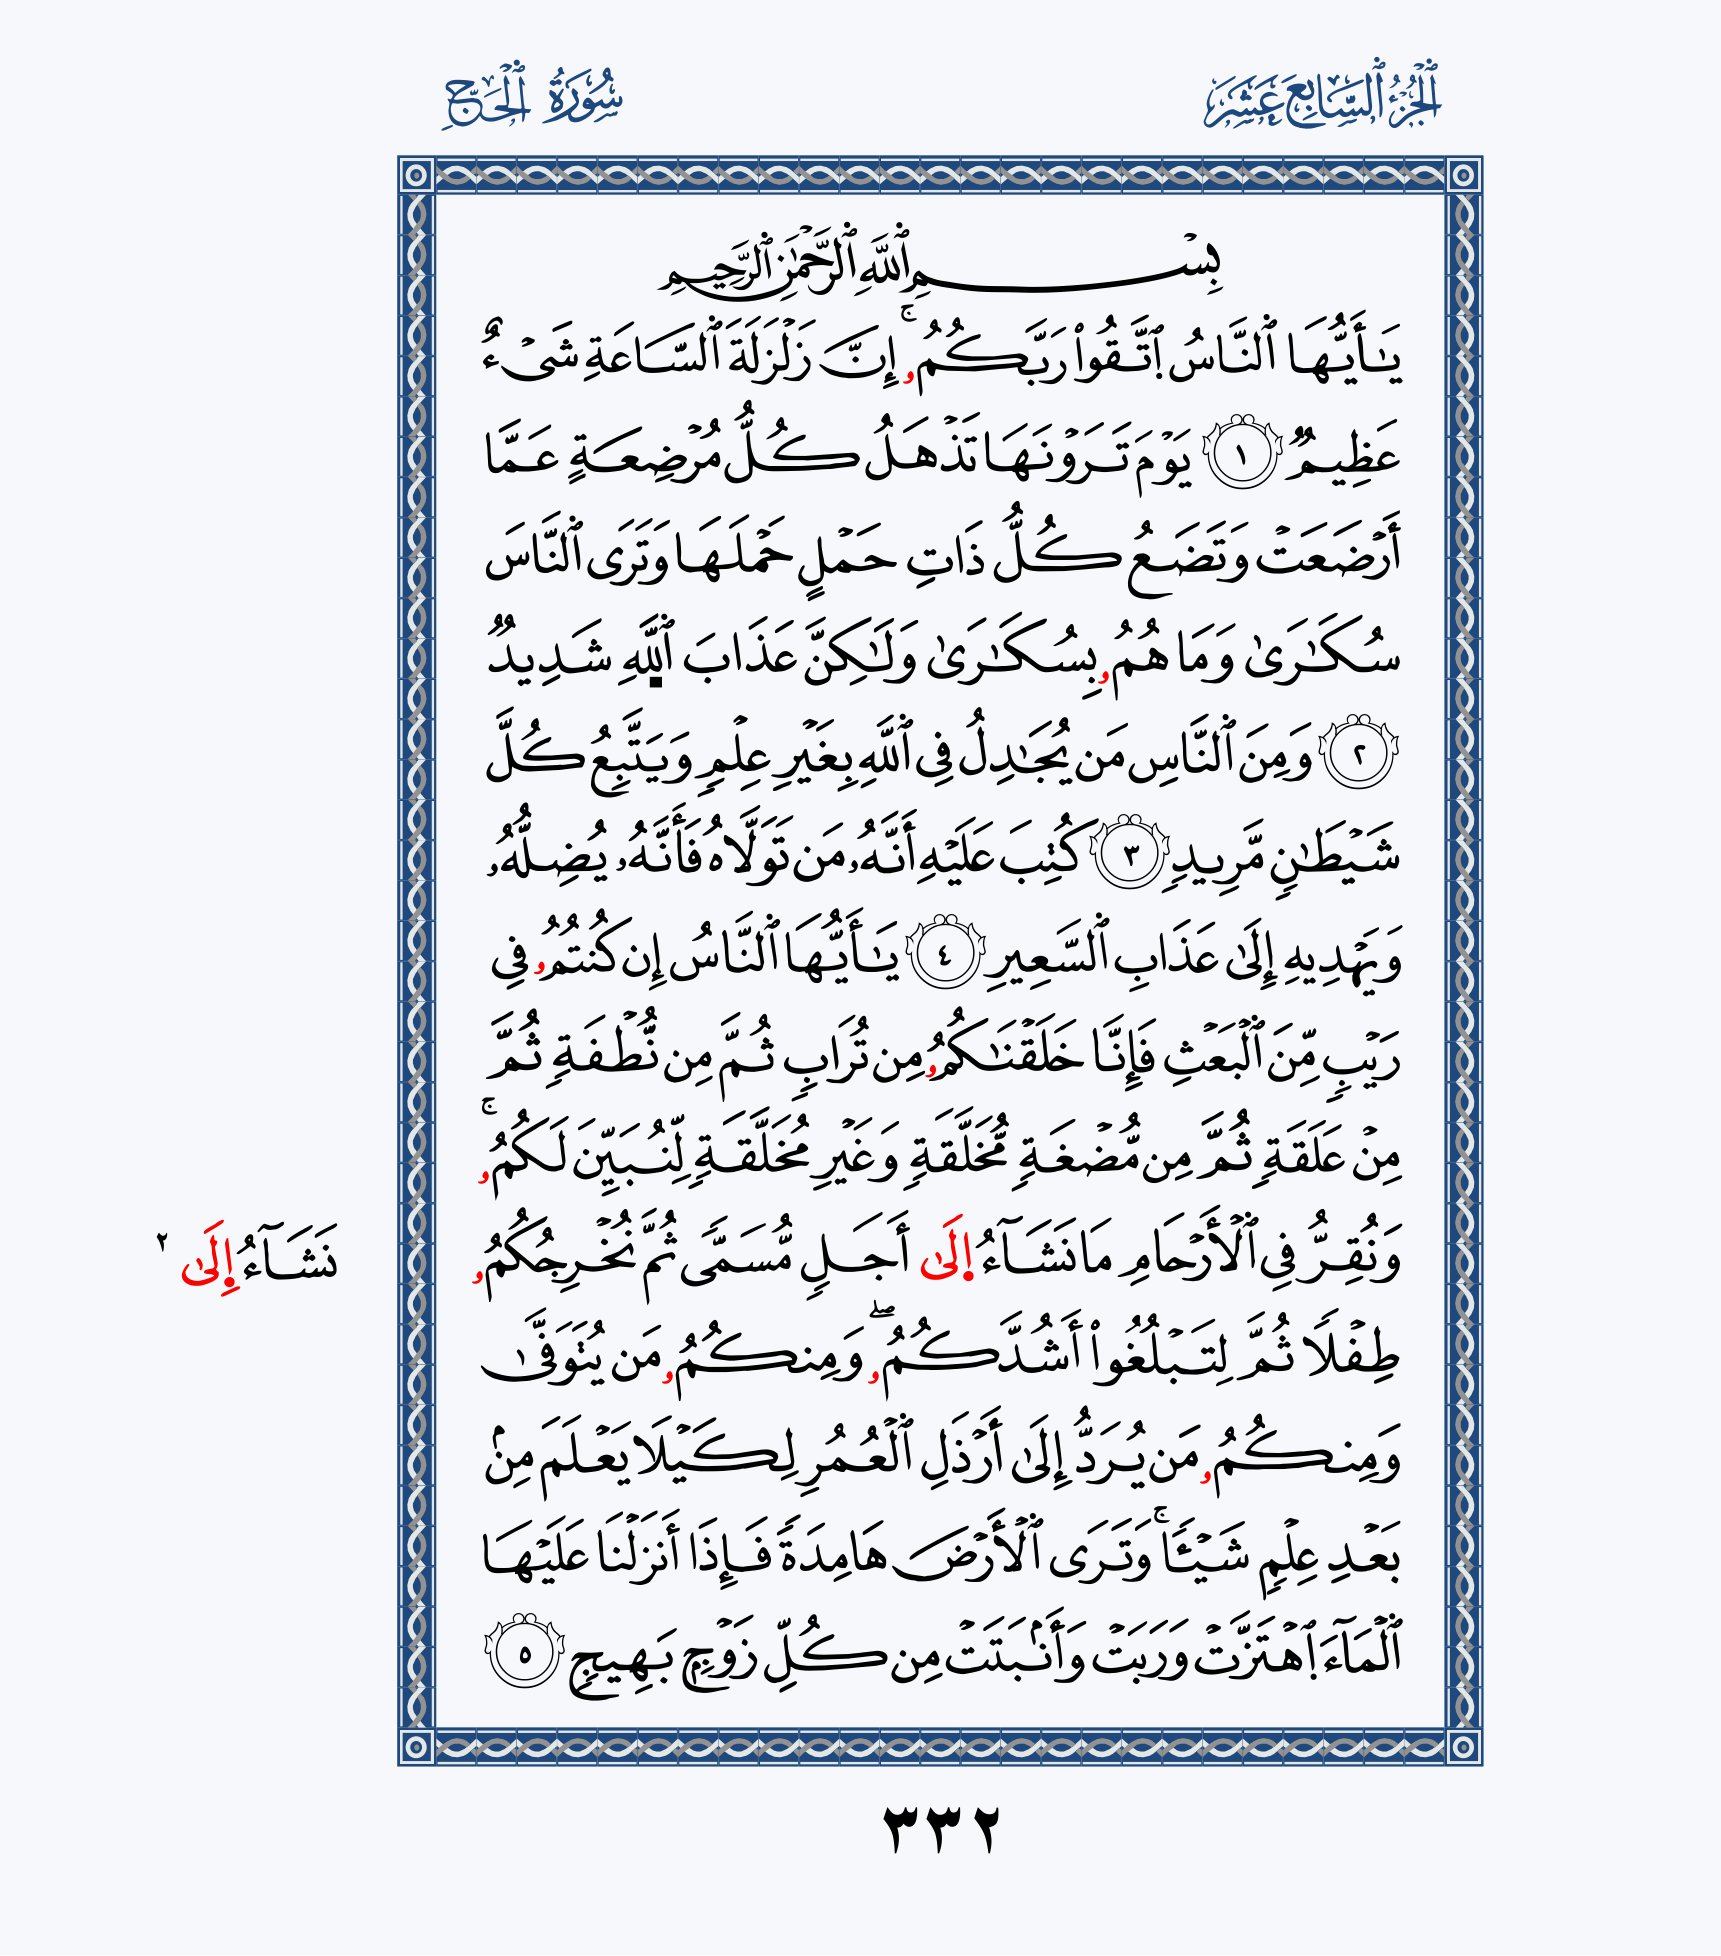 ٱلْجُزْءُ ٱلسَّابِعَ عَشَرَ
سُورَةُ ٱلْحَجِّ
بِسْمِ ٱللَّهِ ٱلرَّحْمَٰنِ ٱلرَّحِيمِ
يَٰٓأَيُّهَا ٱلنَّاسُ ٱتَّقُوا۟ رَبَّكُمُۥۚ إِنَّ زَلْزَلَةَ ٱلسَّاعَةِ شَىْءٌ
عَظِيمٌ ١ يَوْمَ تَرَوْنَهَا تَذْهَلُ كُلُّ مُرْضِعَةٍ عَمَّا
أَرْضَعَتْ وَتَضَعُ كُلُّ ذَاتِ حَمْلٍ حَمْلَهَا وَتَرَى ٱلنَّاسَ
سُكَٰرَىٰ وَمَا هُمُۥ بِسُكَٰرَىٰ وَلَٰكِنَّ عَذَابَ ٱللَّهِ شَدِيدٌ
٢ وَمِنَ ٱلنَّاسِ مَن يُجَٰدِلُ فِى ٱللَّهِ بِغَيْرِ عِلْمٍ وَيَتَّبِعُ كُلَّ
شَيْطَٰنٍ مَّرِيدٍ ٣ كُتِبَ عَلَيْهِ أَنَّهُۥ مَن تَوَلَّاهُ فَأَنَّهُۥ يُضِلُّهُۥ
وَيَهْدِيهِ إِلَىٰ عَذَابِ ٱلسَّعِيرِ ٤ يَٰٓأَيُّهَا ٱلنَّاسُ إِن كُنتُمُۥ فِى
رَيْبٍ مِّنَ ٱلْبَعْثِ فَإِنَّا خَلَقْنَٰكُمُۥ مِن تُرَابٍ ثُمَّ مِن نُّطْفَةٍ ثُمَّ
مِنْ عَلَقَةٍ ثُمَّ مِن مُّضْغَةٍ مُّخَلَّقَةٍ وَغَيْرِ مُخَلَّقَةٍ لِّنُبَيِّنَ لَكُمُۥۚ
وَنُقِرُّ فِى ٱلْأَرْحَامِ مَا نَشَآءُ إِلَىٰ أَجَلٍ مُّسَمًّى ثُمَّ نُخْرِجُكُمُۥ
طِفْلًا ثُمَّ لِتَبْلُغُوٓا۟ أَشُدَّكُمُۥۖ وَمِنكُمُۥ مَن يُتَوَفَّىٰ
وَمِنكُمُۥ مَن يُرَدُّ إِلَىٰ أَرْذَلِ ٱلْعُمُرِ لِكَيْلَا يَعْلَمَ مِنۢ
بَعْدِ عِلْمٍ شَيْـًٔاۚ وَتَرَى ٱلْأَرْضَ هَامِدَةً فَإِذَآ أَنزَلْنَا عَلَيْهَا
ٱلْمَآءَ ٱهْتَزَّتْ وَرَبَتْ وَأَنۢبَتَتْ مِن كُلِّ زَوْجٍ بَهِيجٍ ٥
نَشَآءُ اِ۪لَىٰ ٢
٣٣٢